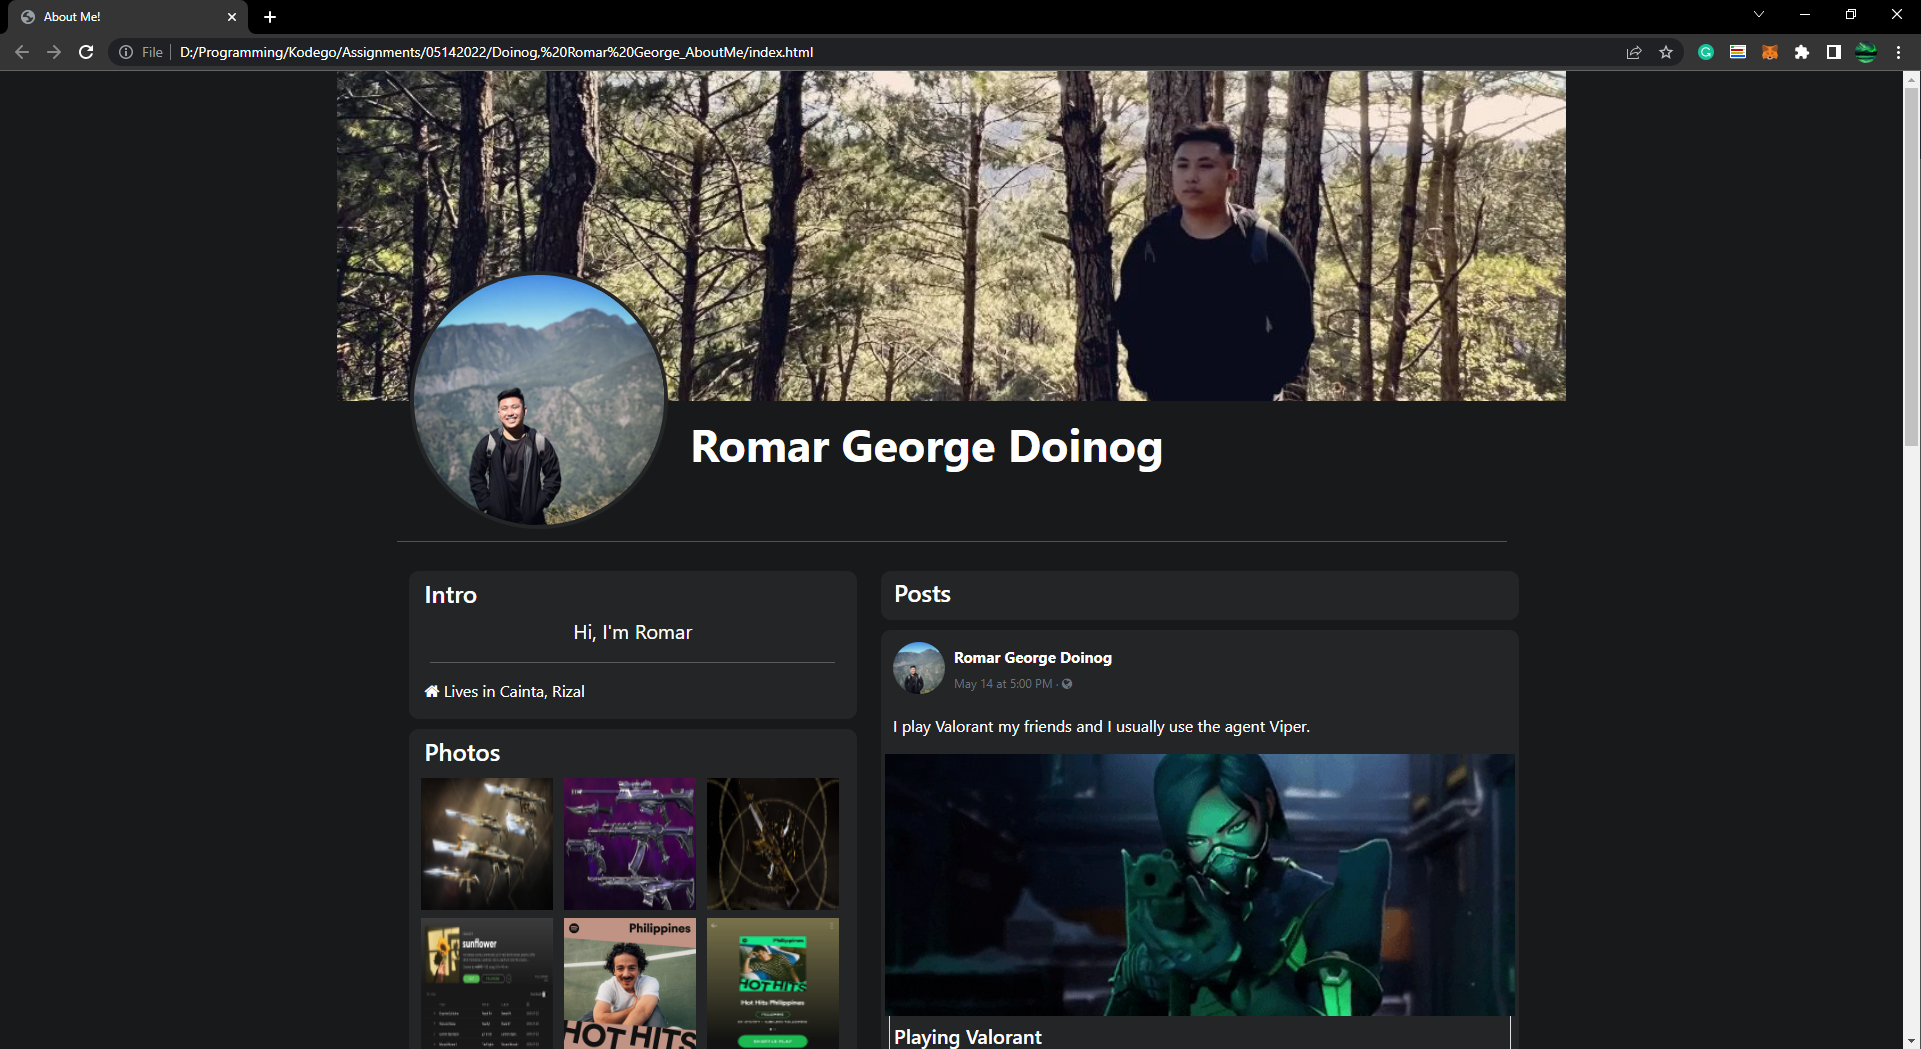 About Me!
File
D:/Programming/Kodego/Assignments/05142022/Doinog,%20Romar%20George_AboutMe/index.html
Romar George Doinog
Intro
Hi, I'm Romar
Lives in Cainta, Rizal
Photos
sunflower
Philippines
HOT HITS
Philippines
HOT HITS
Hot Hits Philippines
Posts
Romar George Doinog
May 14 at 5:00 PM ·
I play Valorant my friends and I usually use the agent Viper.
Playing Valorant